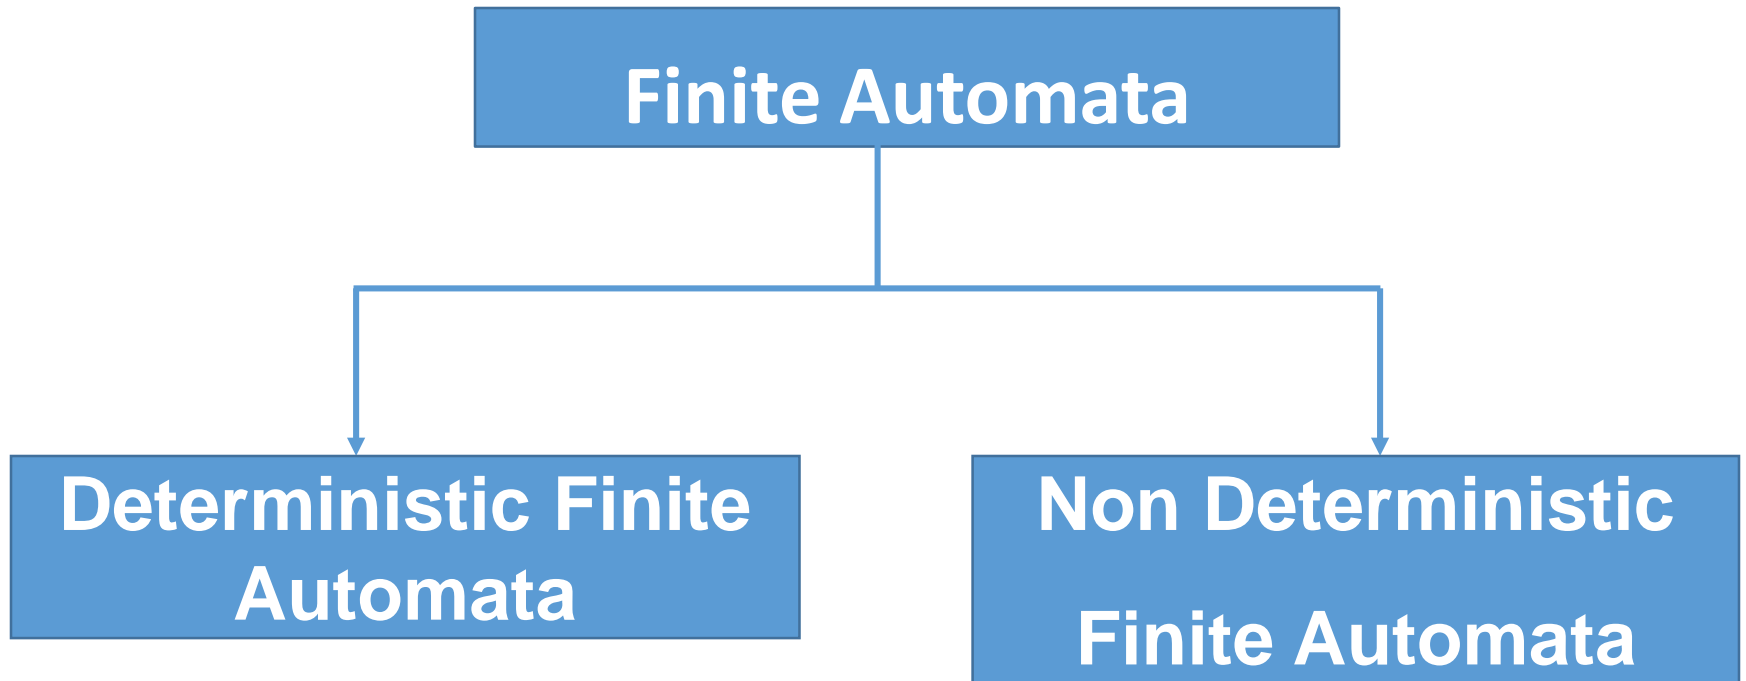 Finite Automata
Deterministic Finite
Automata
Non Deterministic
Finite Automata